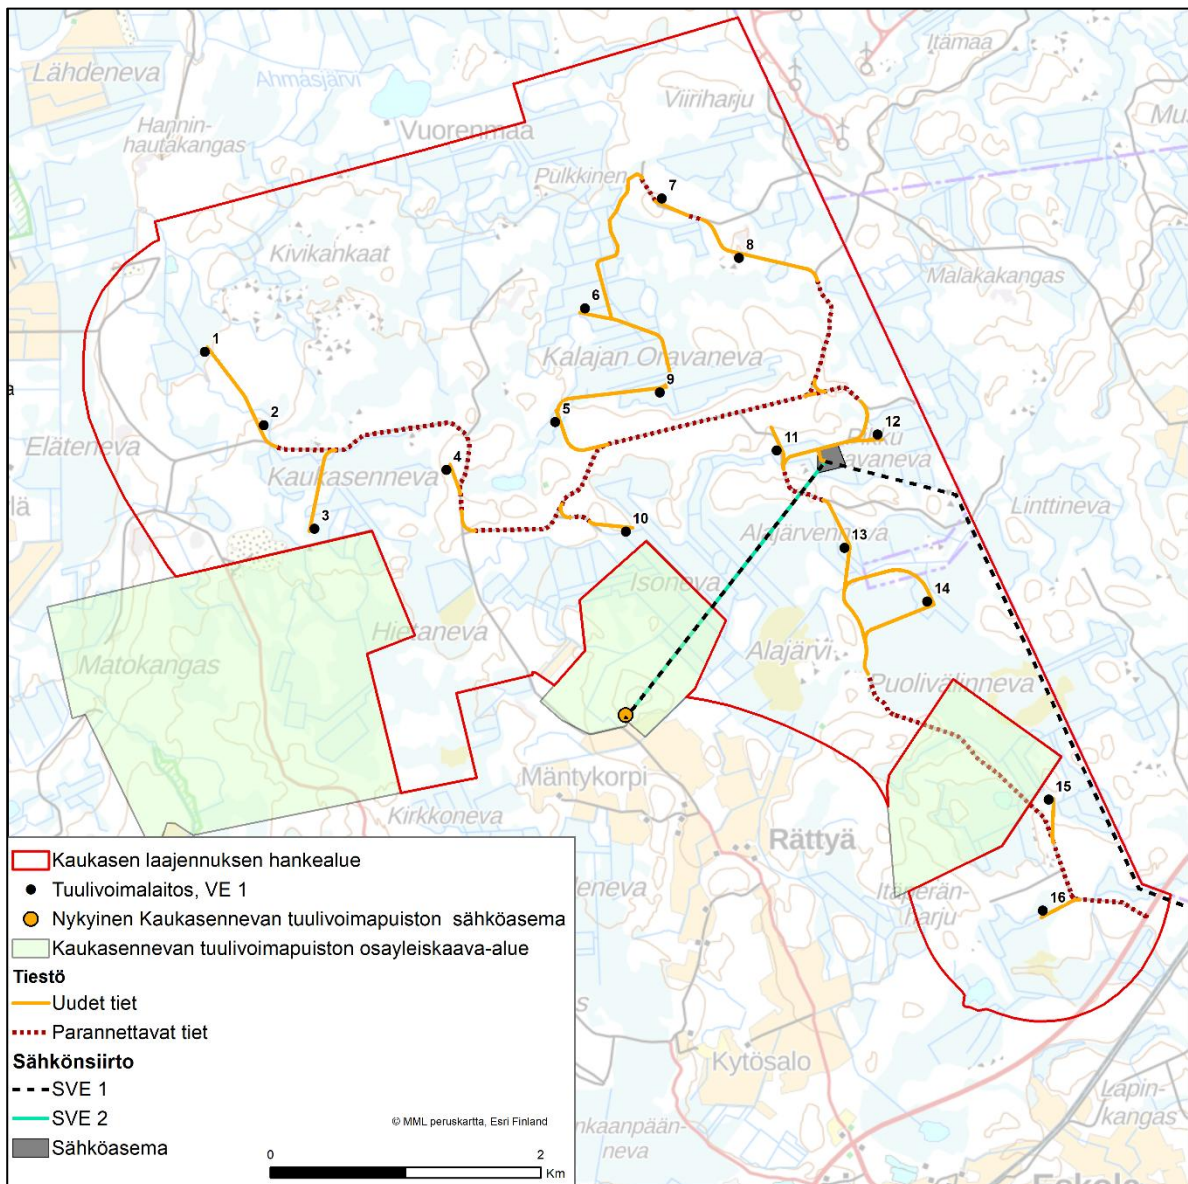 Lähdeneva
Ahmasjärvi
Hannin-
hautakangas
Vuorenmaa
Viiriharju
Itämaa
Pulkkinen
7
Kivikankaat
8
Malakakangas
6
1
Kalajan Oravaneva
9
2
5
Eläteneva
11
12
4
Kaukasenneva
Linttineva
3
10
Alajärvenneva
13
Isoneva
14
Hietaneva
Matokangas
Alajärvi
Puolivälinneva
Mäntykorpi
15
Kirkkoneva
Rättyä
Itäperän-
harju
16
Kytösalo
Lapin-
kangas
Eskola
Kaukasen laajennuksen hankealue
Tuulivoimalaitos, VE 1
Nykyinen Kaukasennevan tuulivoimapuiston sähköasema
Kaukasennevan tuulivoimapuiston osayleiskaava-alue
Tiestö
Uudet tiet
Parannettavat tiet
Sähkönsiirto
SVE 1
SVE 2
Sähköasema
© MML peruskartta, Esri Finland
0 2
Km